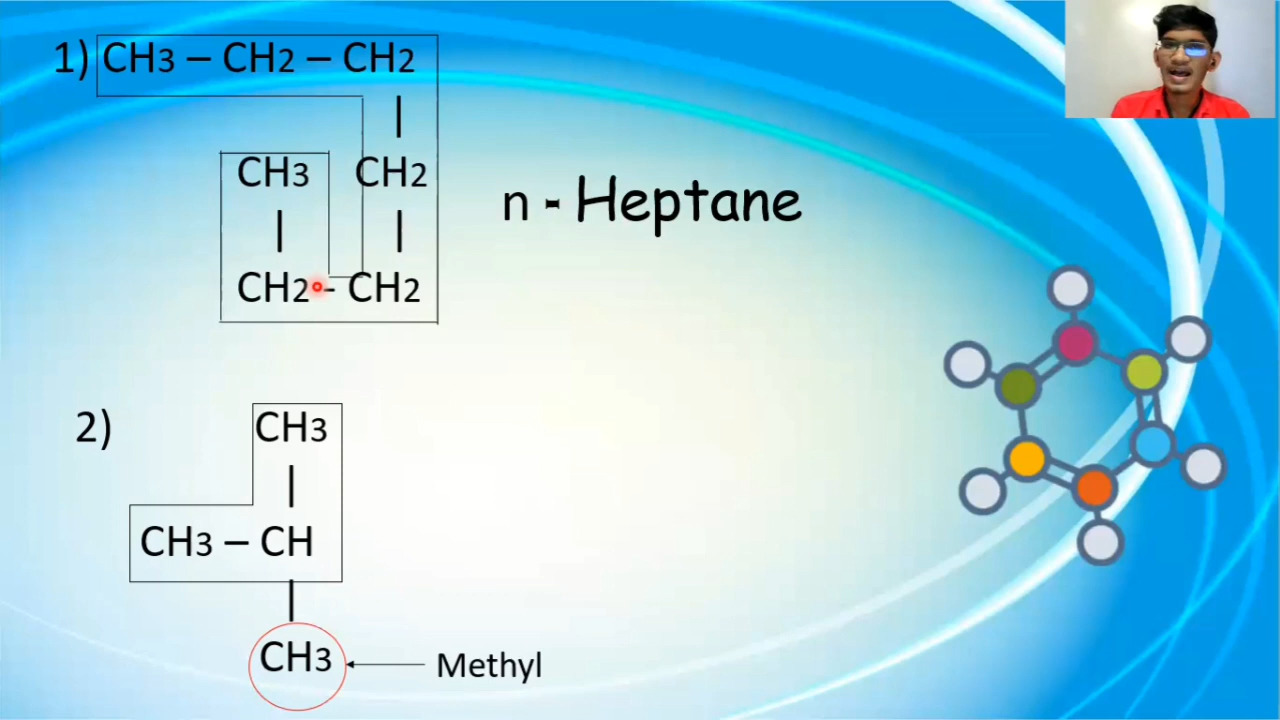 1) CH3 – CH2 – CH2
|
CH3 CH2
| |
CH2 - CH2
n - Heptane
2) CH3
|
CH3 – CH
|
CH3
Methyl